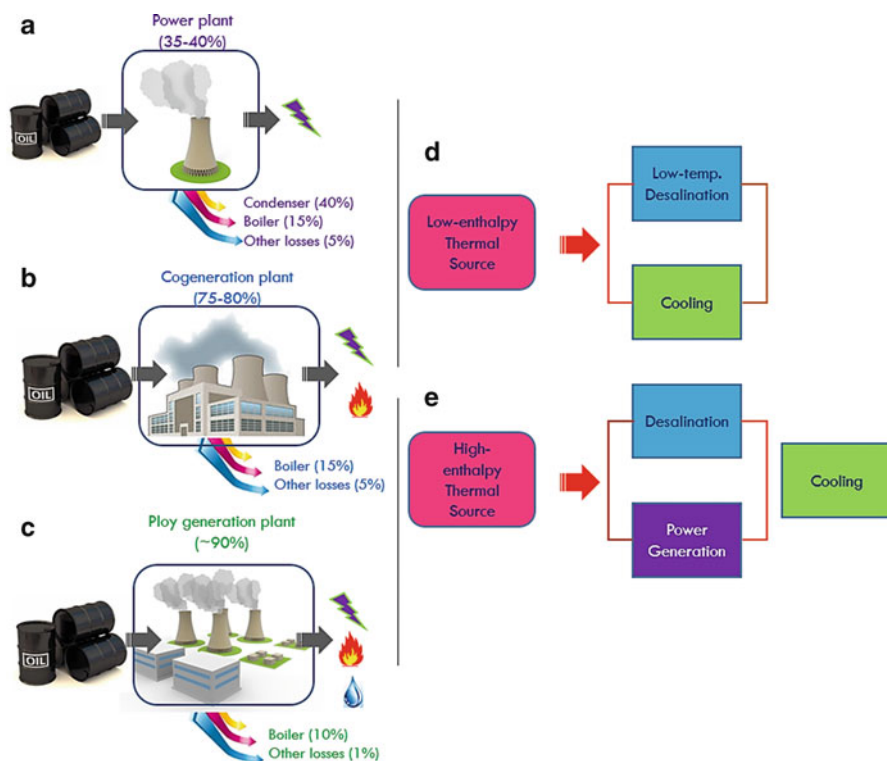 a
Power plant
(35-40%)
OIL
Condenser (40%)
Boiler (15%)
Other losses (5%)
b
Cogeneration plant
(75-80%)
OIL
Boiler (15%)
Other losses (5%)
c
Ploy generation plant
(~90%)
OIL
Boiler (10%)
Other losses (1%)
d
Low-enthalpy
Thermal
Source
Low-temp.
Desalination
Cooling
e
High-
enthalpy
Thermal
Source
Desalination
Power
Generation
Cooling